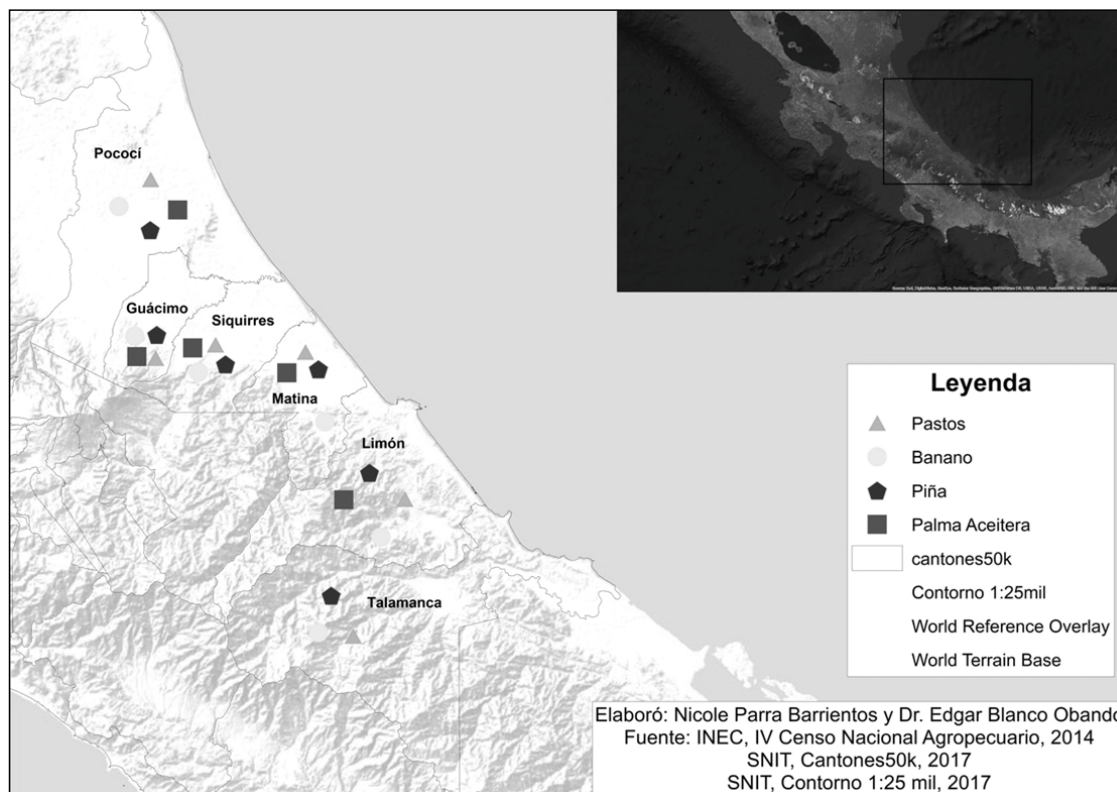 Pococí
Guácimo
Siquirres
Matina
Limón
Talamanca
Leyenda
Pastos
Banano
Piña
Palma Aceitera
cantones50k
Contorno 1:25mil
World Reference Overlay
World Terrain Base
Elaboró: Nicole Parra Barrientos y Dr. Edgar Blanco Obando
Fuente: INEC, IV Censo Nacional Agropecuario, 2014
SNIT, Cantones50k, 2017
SNIT, Contorno 1:25 mil, 2017